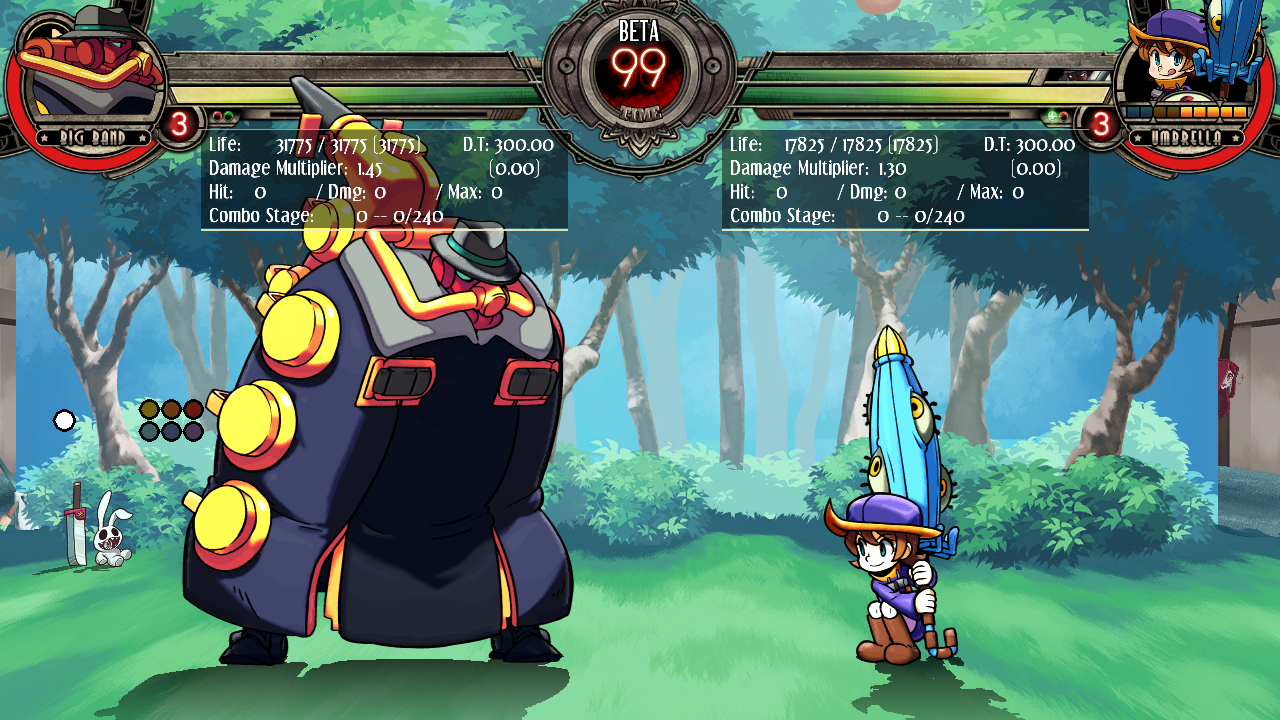 BETA
99
TIME
BIG BAND
3
3
UMBRELLA
Life: 31775 / 31775 [31775] D.T: 300.00
Damage Multiplier: 1.45 [0.00]
Hit: 0 / Dmg: 0 / Max: 0
Combo Stage: 0 -- 0/240
Life: 17825 / 17825 [17825] D.T: 300.00
Damage Multiplier: 1.30 [0.00]
Hit: 0 / Dmg: 0 / Max: 0
Combo Stage: 0 -- 0/240